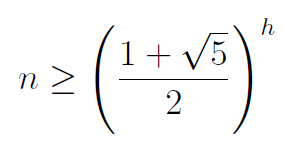 n ≥ ((1 + √5) / 2)^h